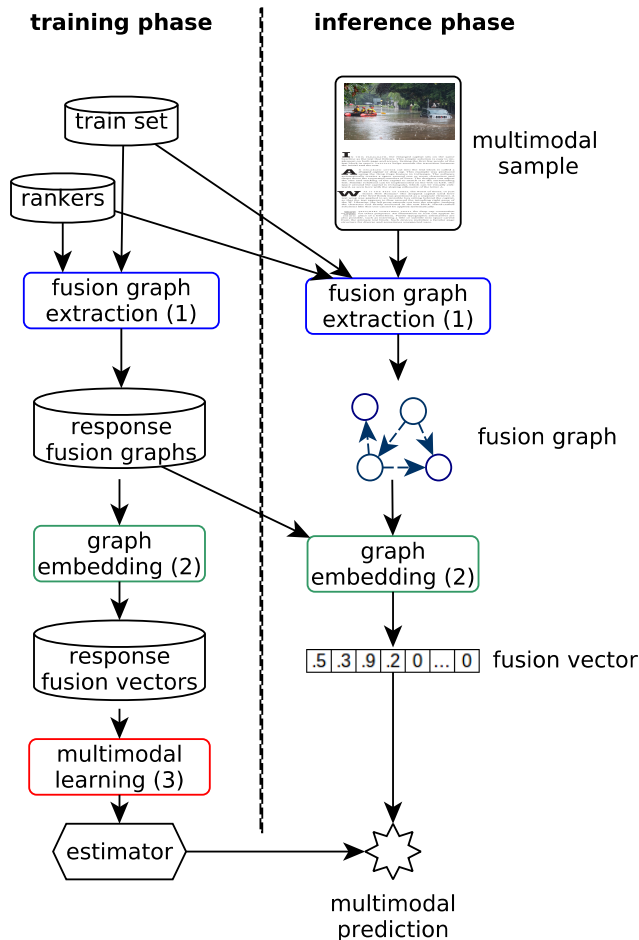 training phase
inference phase
train set
rankers
multimodal
sample
I
A
W
fusion graph
extraction (1)
fusion graph
extraction (1)
response
fusion graphs
fusion graph
graph
embedding (2)
graph
embedding (2)
response
fusion vectors
.5 .3 .9 .2 0 ... 0
fusion vector
multimodal
learning (3)
estimator
multimodal
prediction